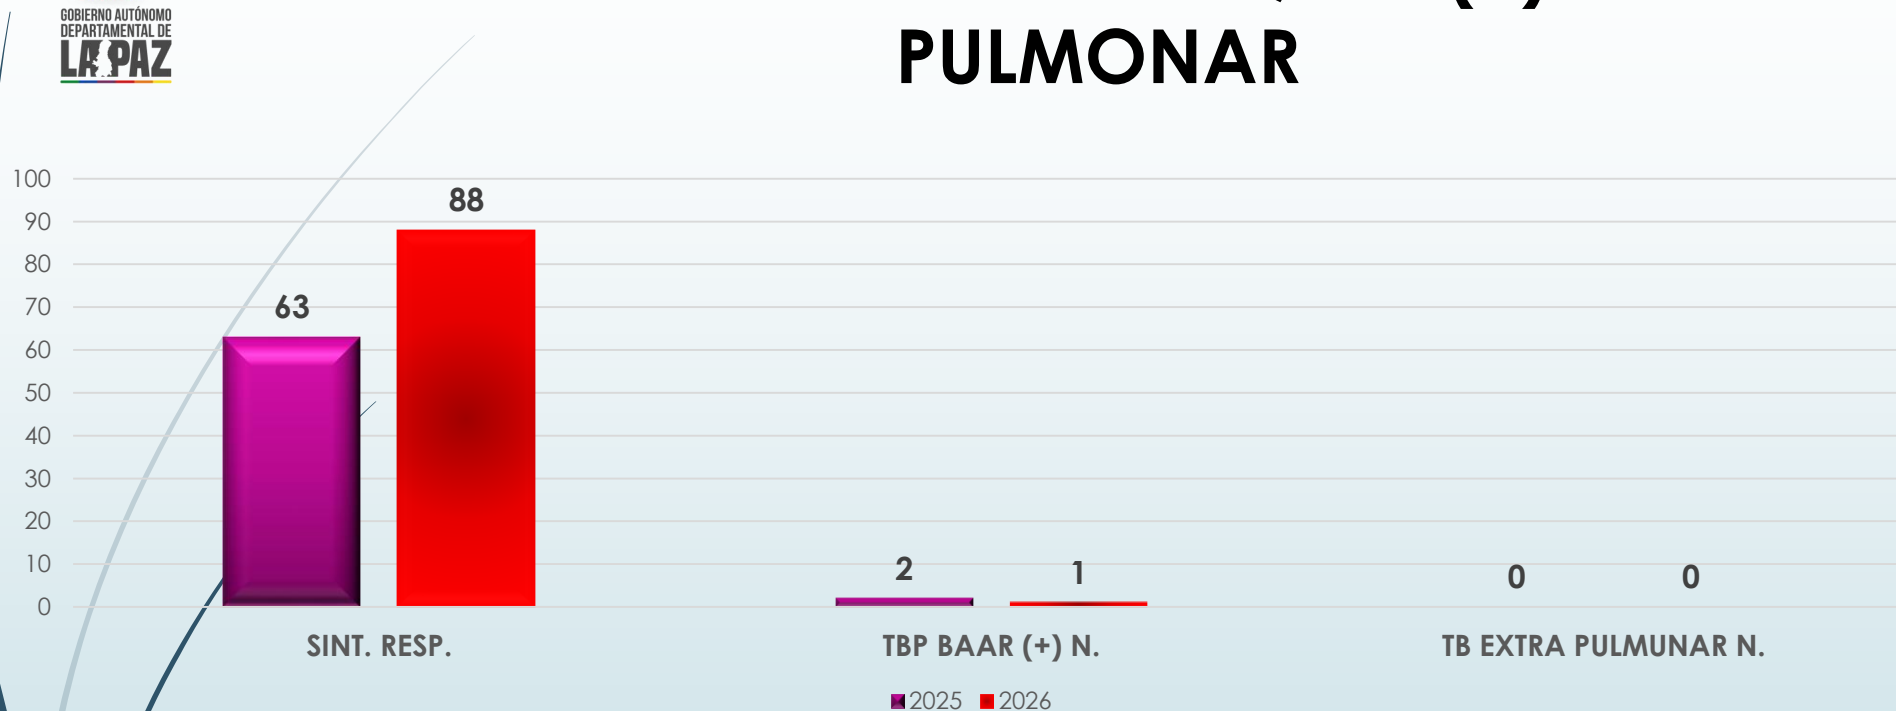 GOBIERNO AUTÓNOMO
DEPARTAMENTAL DE
LA PAZ
PULMONAR
100
90
80
70
60
50
40
30
20
10
0
63
88
2
1
0
0
SINT. RESP.
TBP BAAR (+) N.
TB EXTRA PULMUNAR N.
2025
2026